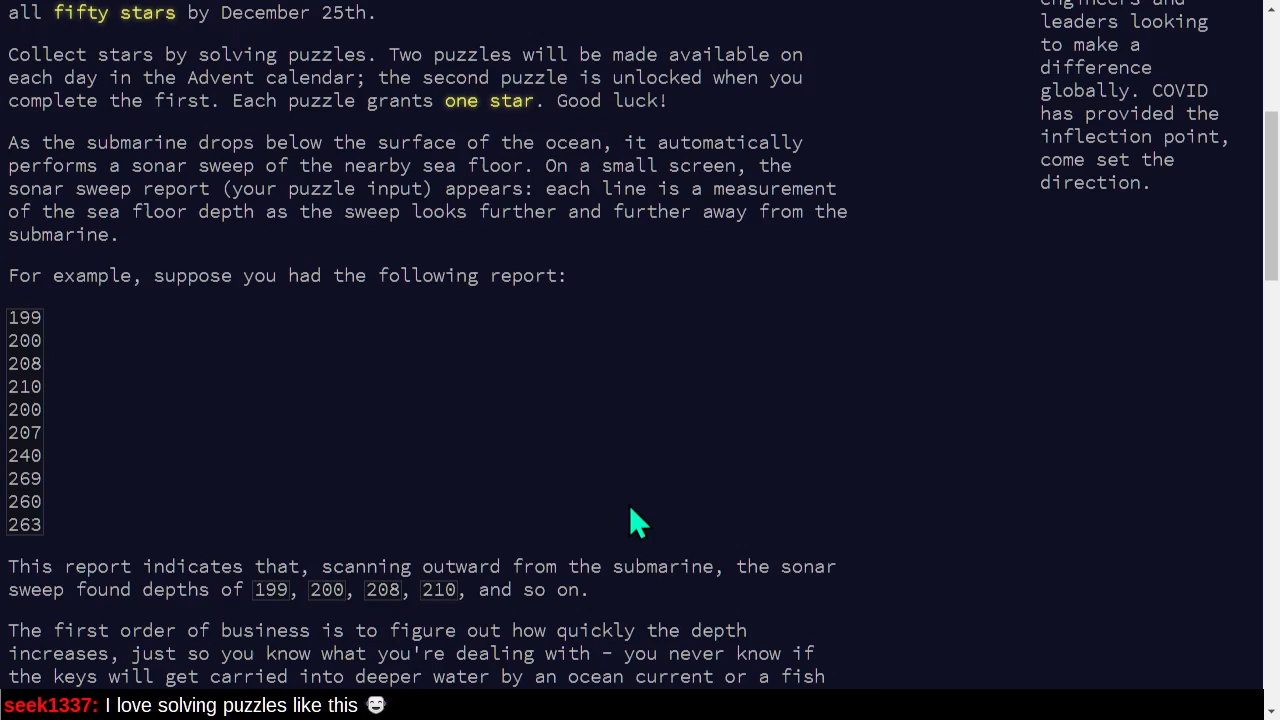 all fifty stars by December 25th.
Collect stars by solving puzzles. Two puzzles will be made available on
each day in the Advent calendar; the second puzzle is unlocked when you
complete the first. Each puzzle grants one star. Good luck!
As the submarine drops below the surface of the ocean, it automatically
performs a sonar sweep of the nearby sea floor. On a small screen, the
sonar sweep report (your puzzle input) appears: each line is a measurement
of the sea floor depth as the sweep looks further and further away from the
submarine.
For example, suppose you had the following report:
199
200
208
210
200
207
240
269
260
263
This report indicates that, scanning outward from the submarine, the sonar
sweep found depths of 199, 200, 208, 210, and so on.
The first order of business is to figure out how quickly the depth
increases, just so you know what you're dealing with - you never know if
the keys will get carried into deeper water by an ocean current or a fish
engineers and
leaders looking
to make a
difference
globally. COVID
has provided the
inflection point,
come set the
direction.
seek1337: I love solving puzzles like this